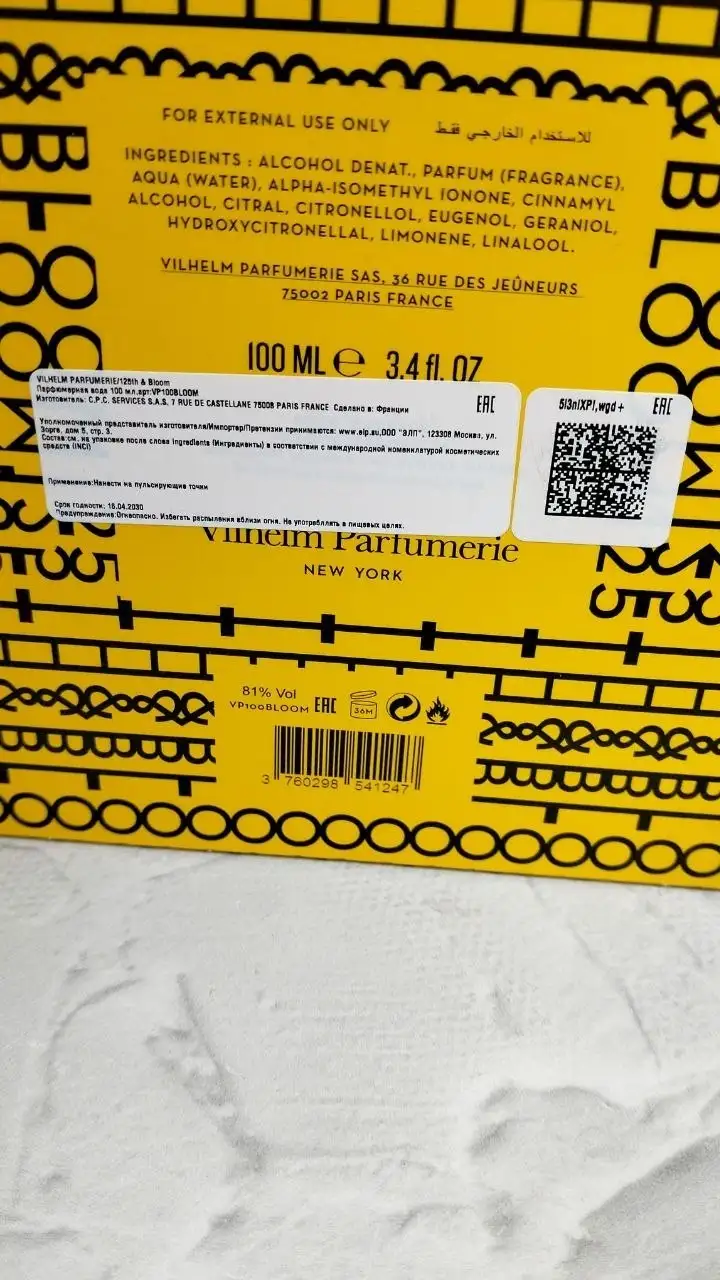 FOR EXTERNAL USE ONLY
للاستخدام الخارجي فقط
INGREDIENTS : ALCOHOL DENAT., PARFUM (FRAGRANCE),
AQUA (WATER), ALPHA-ISOMETHYL IONONE, CINNAMYL
ALCOHOL, CITRAL, CITRONELLOL, EUGENOL, GERANIOL,
HYDROXYCITRONELLAL, LIMONENE, LINALOOL.
VILHELM PARFUMERIE SAS, 36 RUE DES JEÛNEURS
75002 PARIS FRANCE
100 ML e 3.4 fl. OZ
VILHELM PARFUMERIE/125th & Bloom
Парфюмерная вода 100 мл.арт:VP100BLOOM
Изготовитель: C.P.C. SERVICES S.A.S, 7 RUE DE CASTELLANE 75008 PARIS FRANCE Сделано в: Франции
EAC
Уполномоченный представитель изготовителя/Импортер/Претензии принимаются: www.elp.su,ООО "ЭЛП", 123308 Москва, ул.
Зорге, дом 5, стр. 3.
Состав:см. на упаковке после слова Ingredients (Ингредиенты) в соответствии с международной номенклатурой косметических
средств (INCI)
Применение:Нанести на пульсирующие точки
Срок годности: 16.04.2030
Предупреждение:Огнеопасно. Избегать распыления вблизи огня. Не употреблять в пищевых целях.
5l3n!XP!,wgd+
EAC
Vilhelm Parfumerie
NEW YORK
81% Vol
VP100BLOOM EAC
36M
3 760298 541247